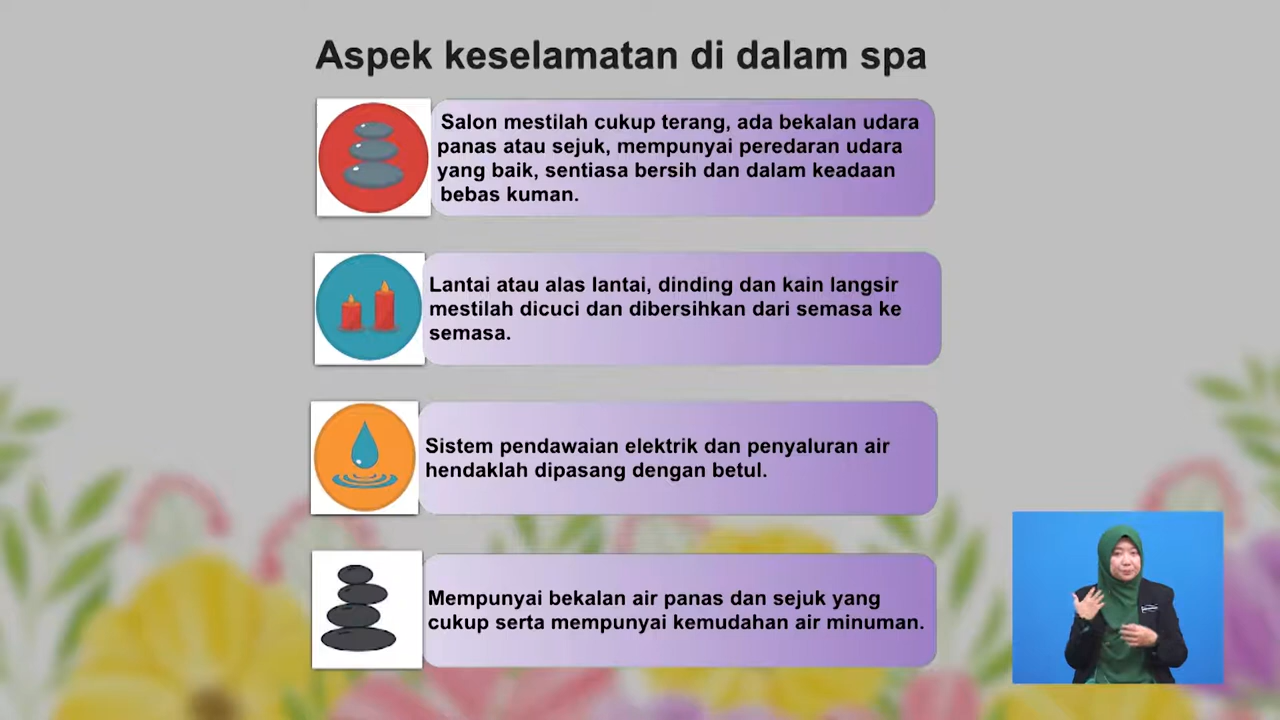 Aspek keselamatan di dalam spa
Salon mestilah cukup terang, ada bekalan udara
panas atau sejuk, mempunyai peredaran udara
yang baik, sentiasa bersih dan dalam keadaan
bebas kuman.
Lantai atau alas lantai, dinding dan kain langsir
mestilah dicuci dan dibersihkan dari semasa ke
semasa.
Sistem pendawaian elektrik dan penyaluran air
hendaklah dipasang dengan betul.
Mempunyai bekalan air panas dan sejuk yang
cukup serta mempunyai kemudahan air minuman.